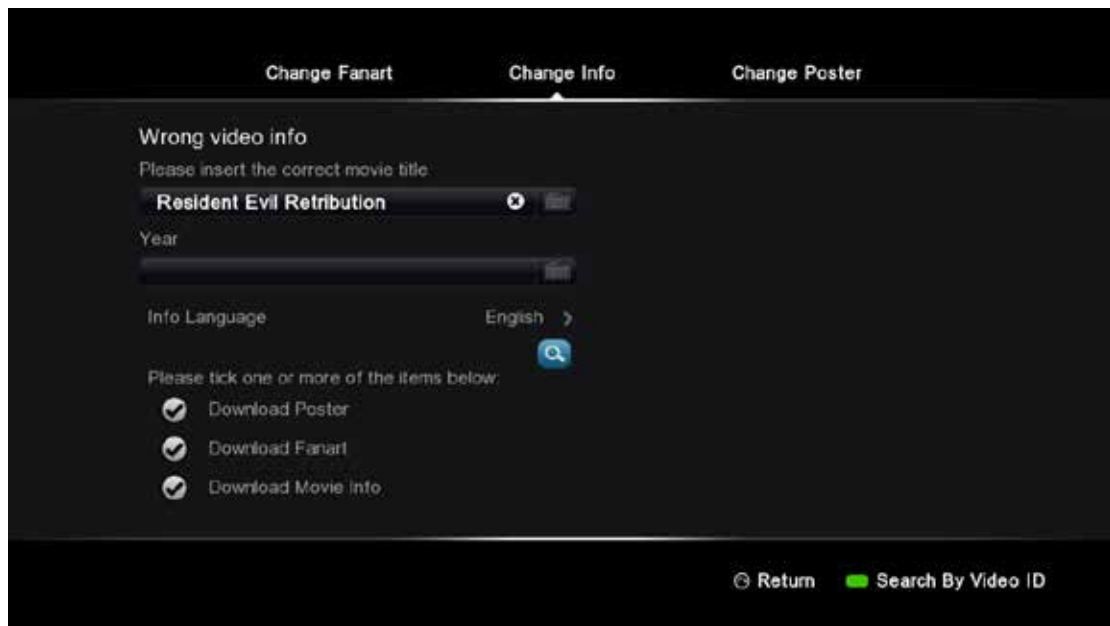 Change Fanart Change Info Change Poster
Wrong video info
Please insert the correct movie title
Resident Evil Retribution
Year
Info Language English
Please tick one or more of the items below:
Download Poster
Download Fanart
Download Movie Info
Return Search By Video ID